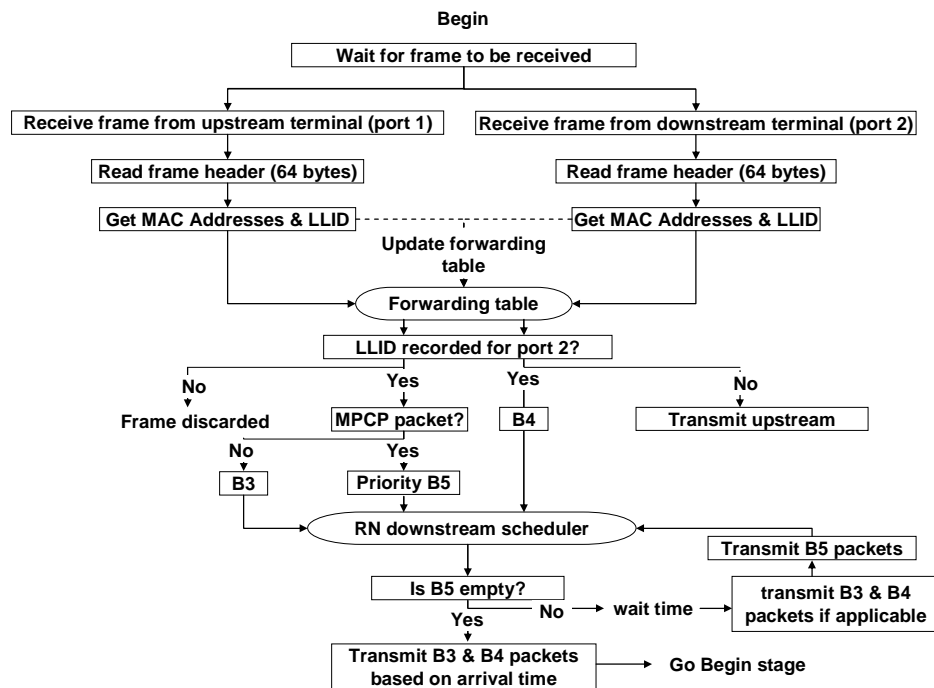 Begin
Wait for frame to be received
Receive frame from upstream terminal (port 1)
Receive frame from downstream terminal (port 2)
Read frame header (64 bytes)
Read frame header (64 bytes)
Get MAC Addresses & LLID
Get MAC Addresses & LLID
Update forwarding
table
Forwarding table
LLID recorded for port 2?
No
Yes
Yes
No
Frame discarded
MPCP packet?
B4
Transmit upstream
No
Yes
B3
Priority B5
RN downstream scheduler
Transmit B5 packets
Is B5 empty?
No
wait time
transmit B3 & B4
packets if applicable
Yes
Transmit B3 & B4 packets
based on arrival time
Go Begin stage